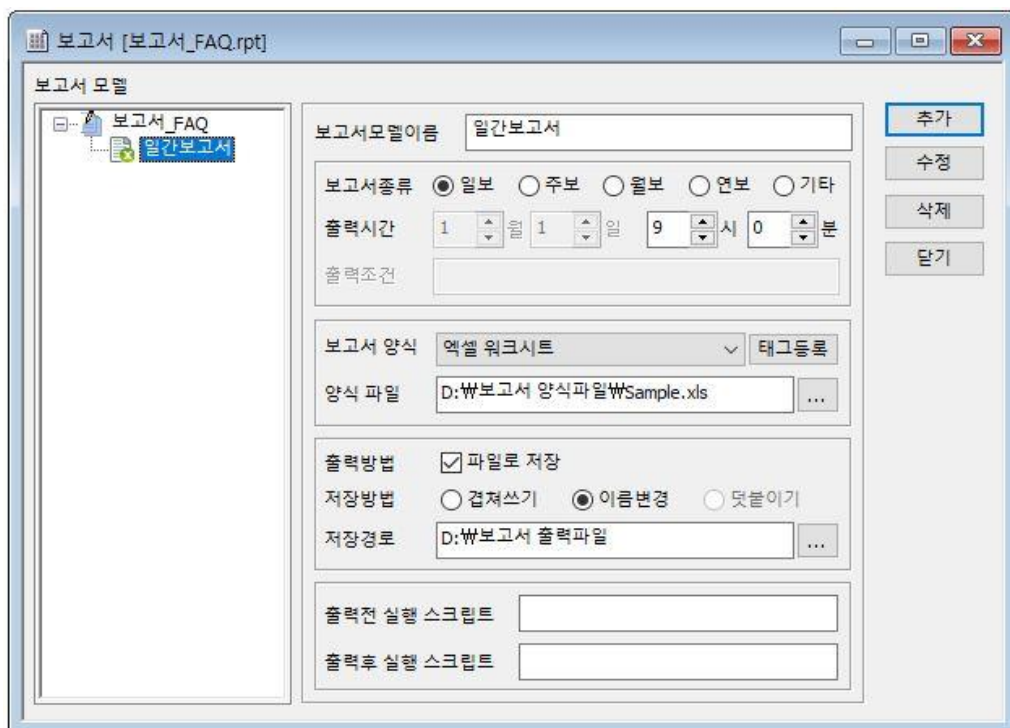 보고서 [보고서_FAQ.rpt]
보고서 모델
보고서_FAQ
일간보고서
보고서모델이름 일간보고서
보고서종류 일보 주보 월보 연보 기타
출력시간 1 월 1 일 9 시 0 분
출력조건
보고서 양식 엑셀 워크시트 태그등록
양식 파일 D:₩보고서 양식파일₩Sample.xls ...
출력방법 파일로 저장
저장방법 겹쳐쓰기 이름변경 덧붙이기
저장경로 D:₩보고서 출력파일 ...
출력전 실행 스크립트
출력후 실행 스크립트
추가
수정
삭제
닫기